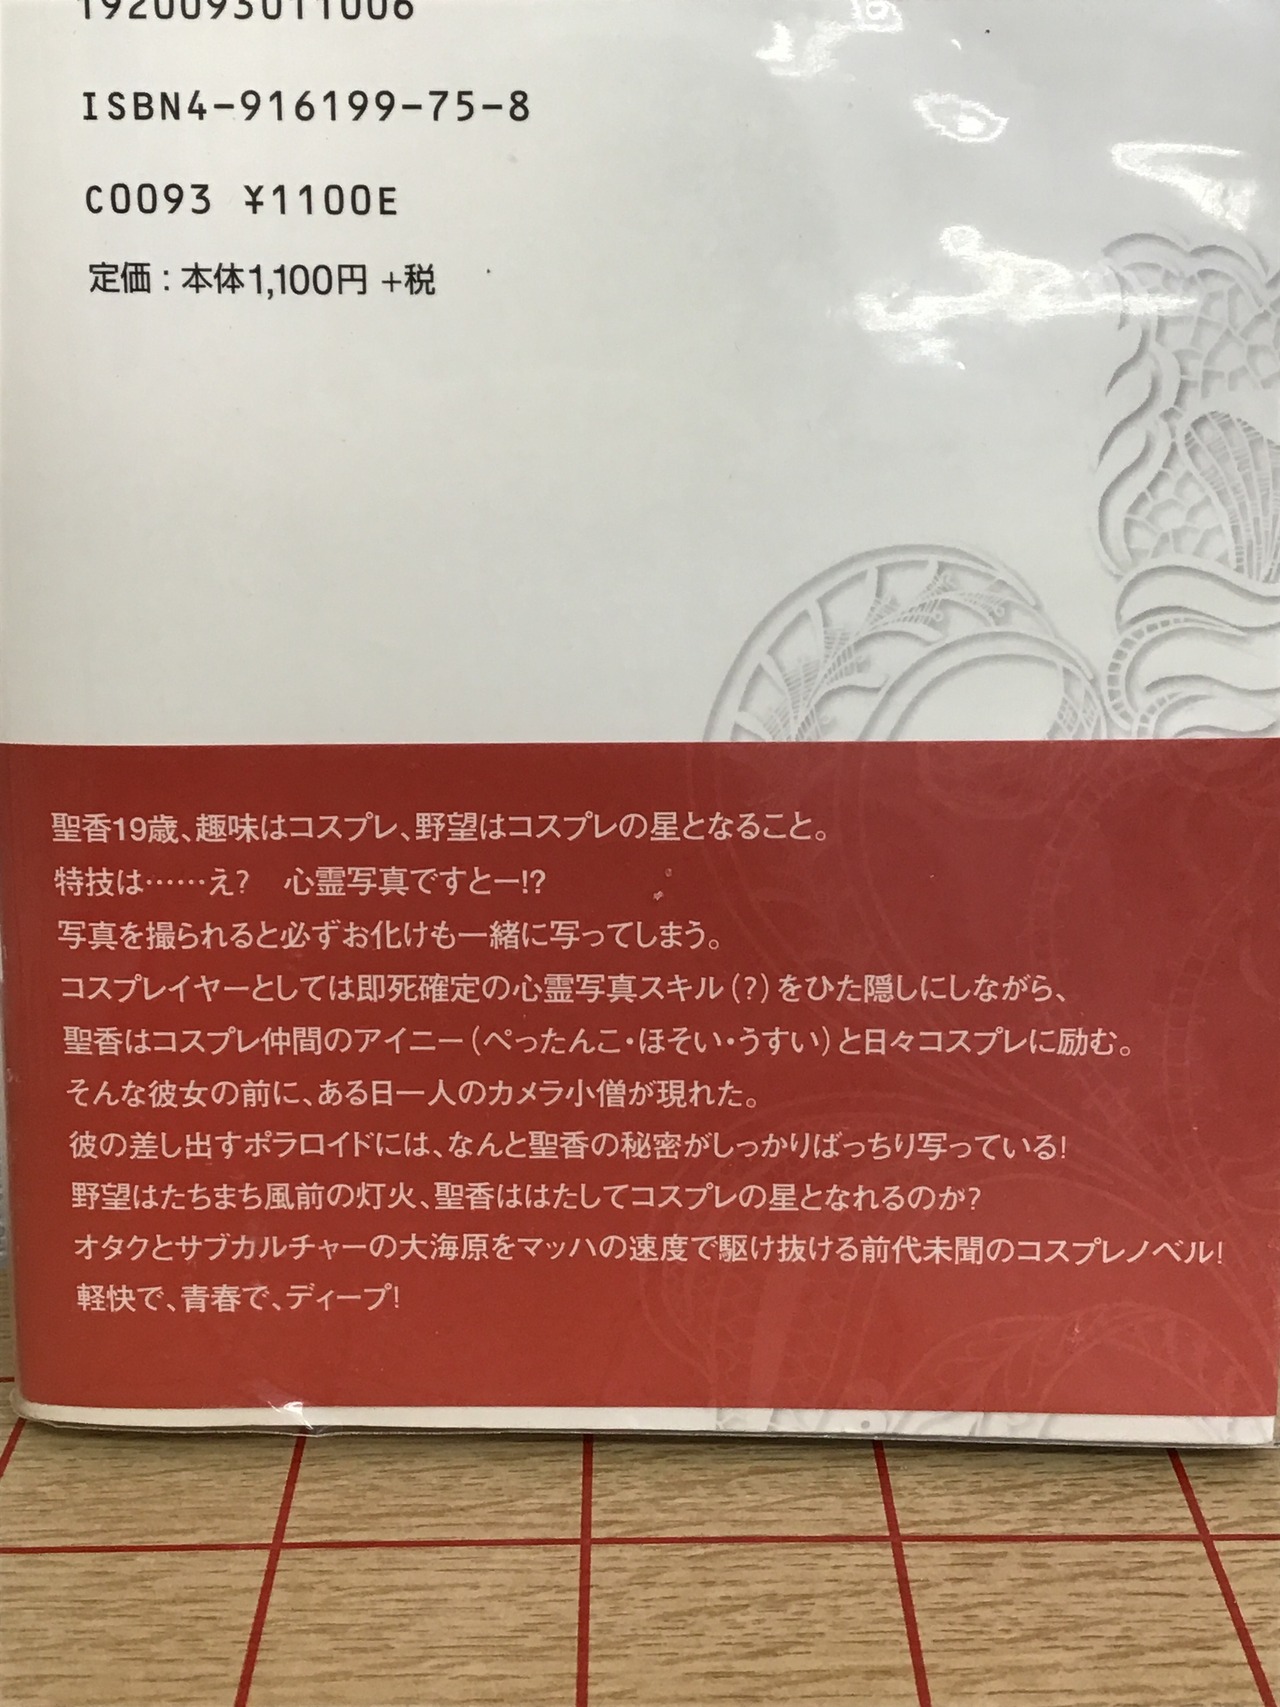 1920093011006
ISBN4-916199-75-8
C0093 ¥1100E
定価：本体1,100円 +税
聖香19歳、趣味はコスプレ、野望はコスプレの星となること。
特技は……え？　心霊写真ですとー!?
写真を撮られると必ずお化けも一緒に写ってしまう。
コスプレイヤーとしては即死確定の心霊写真スキル（？）をひた隠しにしながら、
聖香はコスプレ仲間のアイニー（ぺったんこ・ほそい・うすい）と日々コスプレに励む。
そんな彼女の前に、ある日一人のカメラ小僧が現れた。
彼の差し出すポラロイドには、なんと聖香の秘密がしっかりばっちり写っている！
野望はたちまち風前の灯火、聖香ははたしてコスプレの星となれるのか？
オタクとサブカルチャーの大海原をマッハの速度で駆け抜ける前代未聞のコスプレノベル！
軽快で、青春で、ディープ！